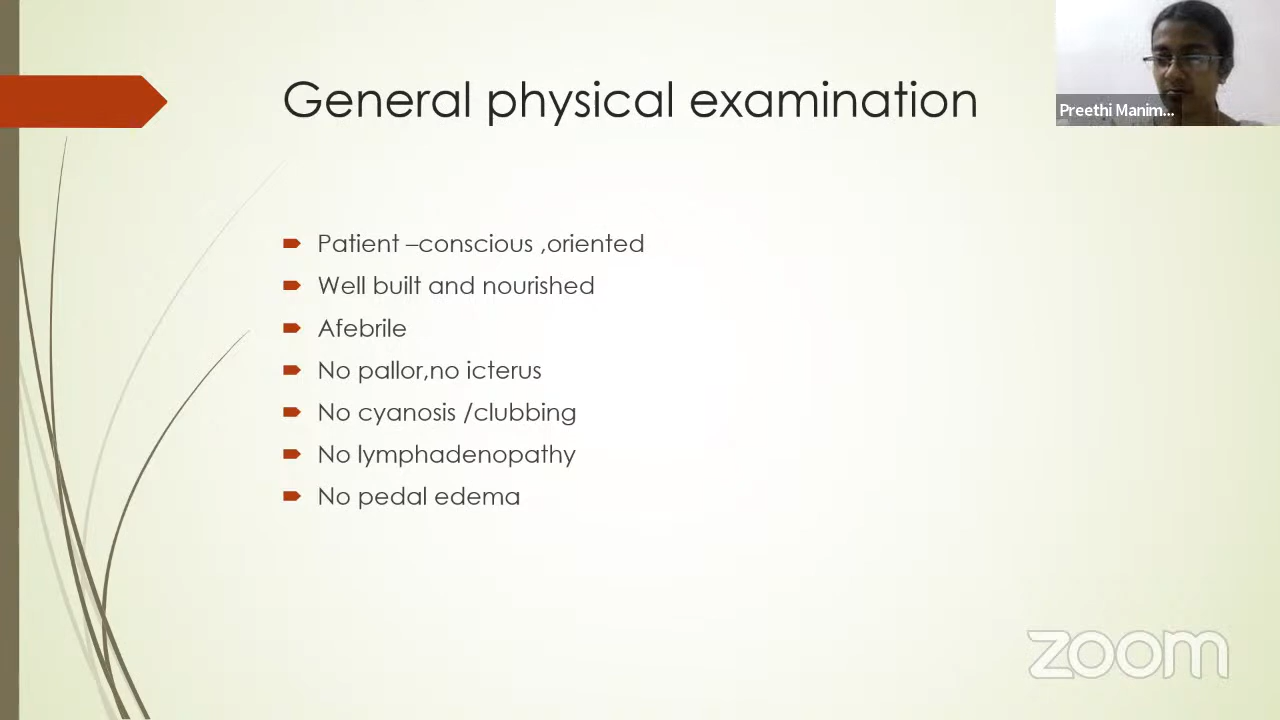 General physical examination
Preethi Manim...
Patient –conscious ,oriented
Well built and nourished
Afebrile
No pallor,no icterus
No cyanosis /clubbing
No lymphadenopathy
No pedal edema
zoom